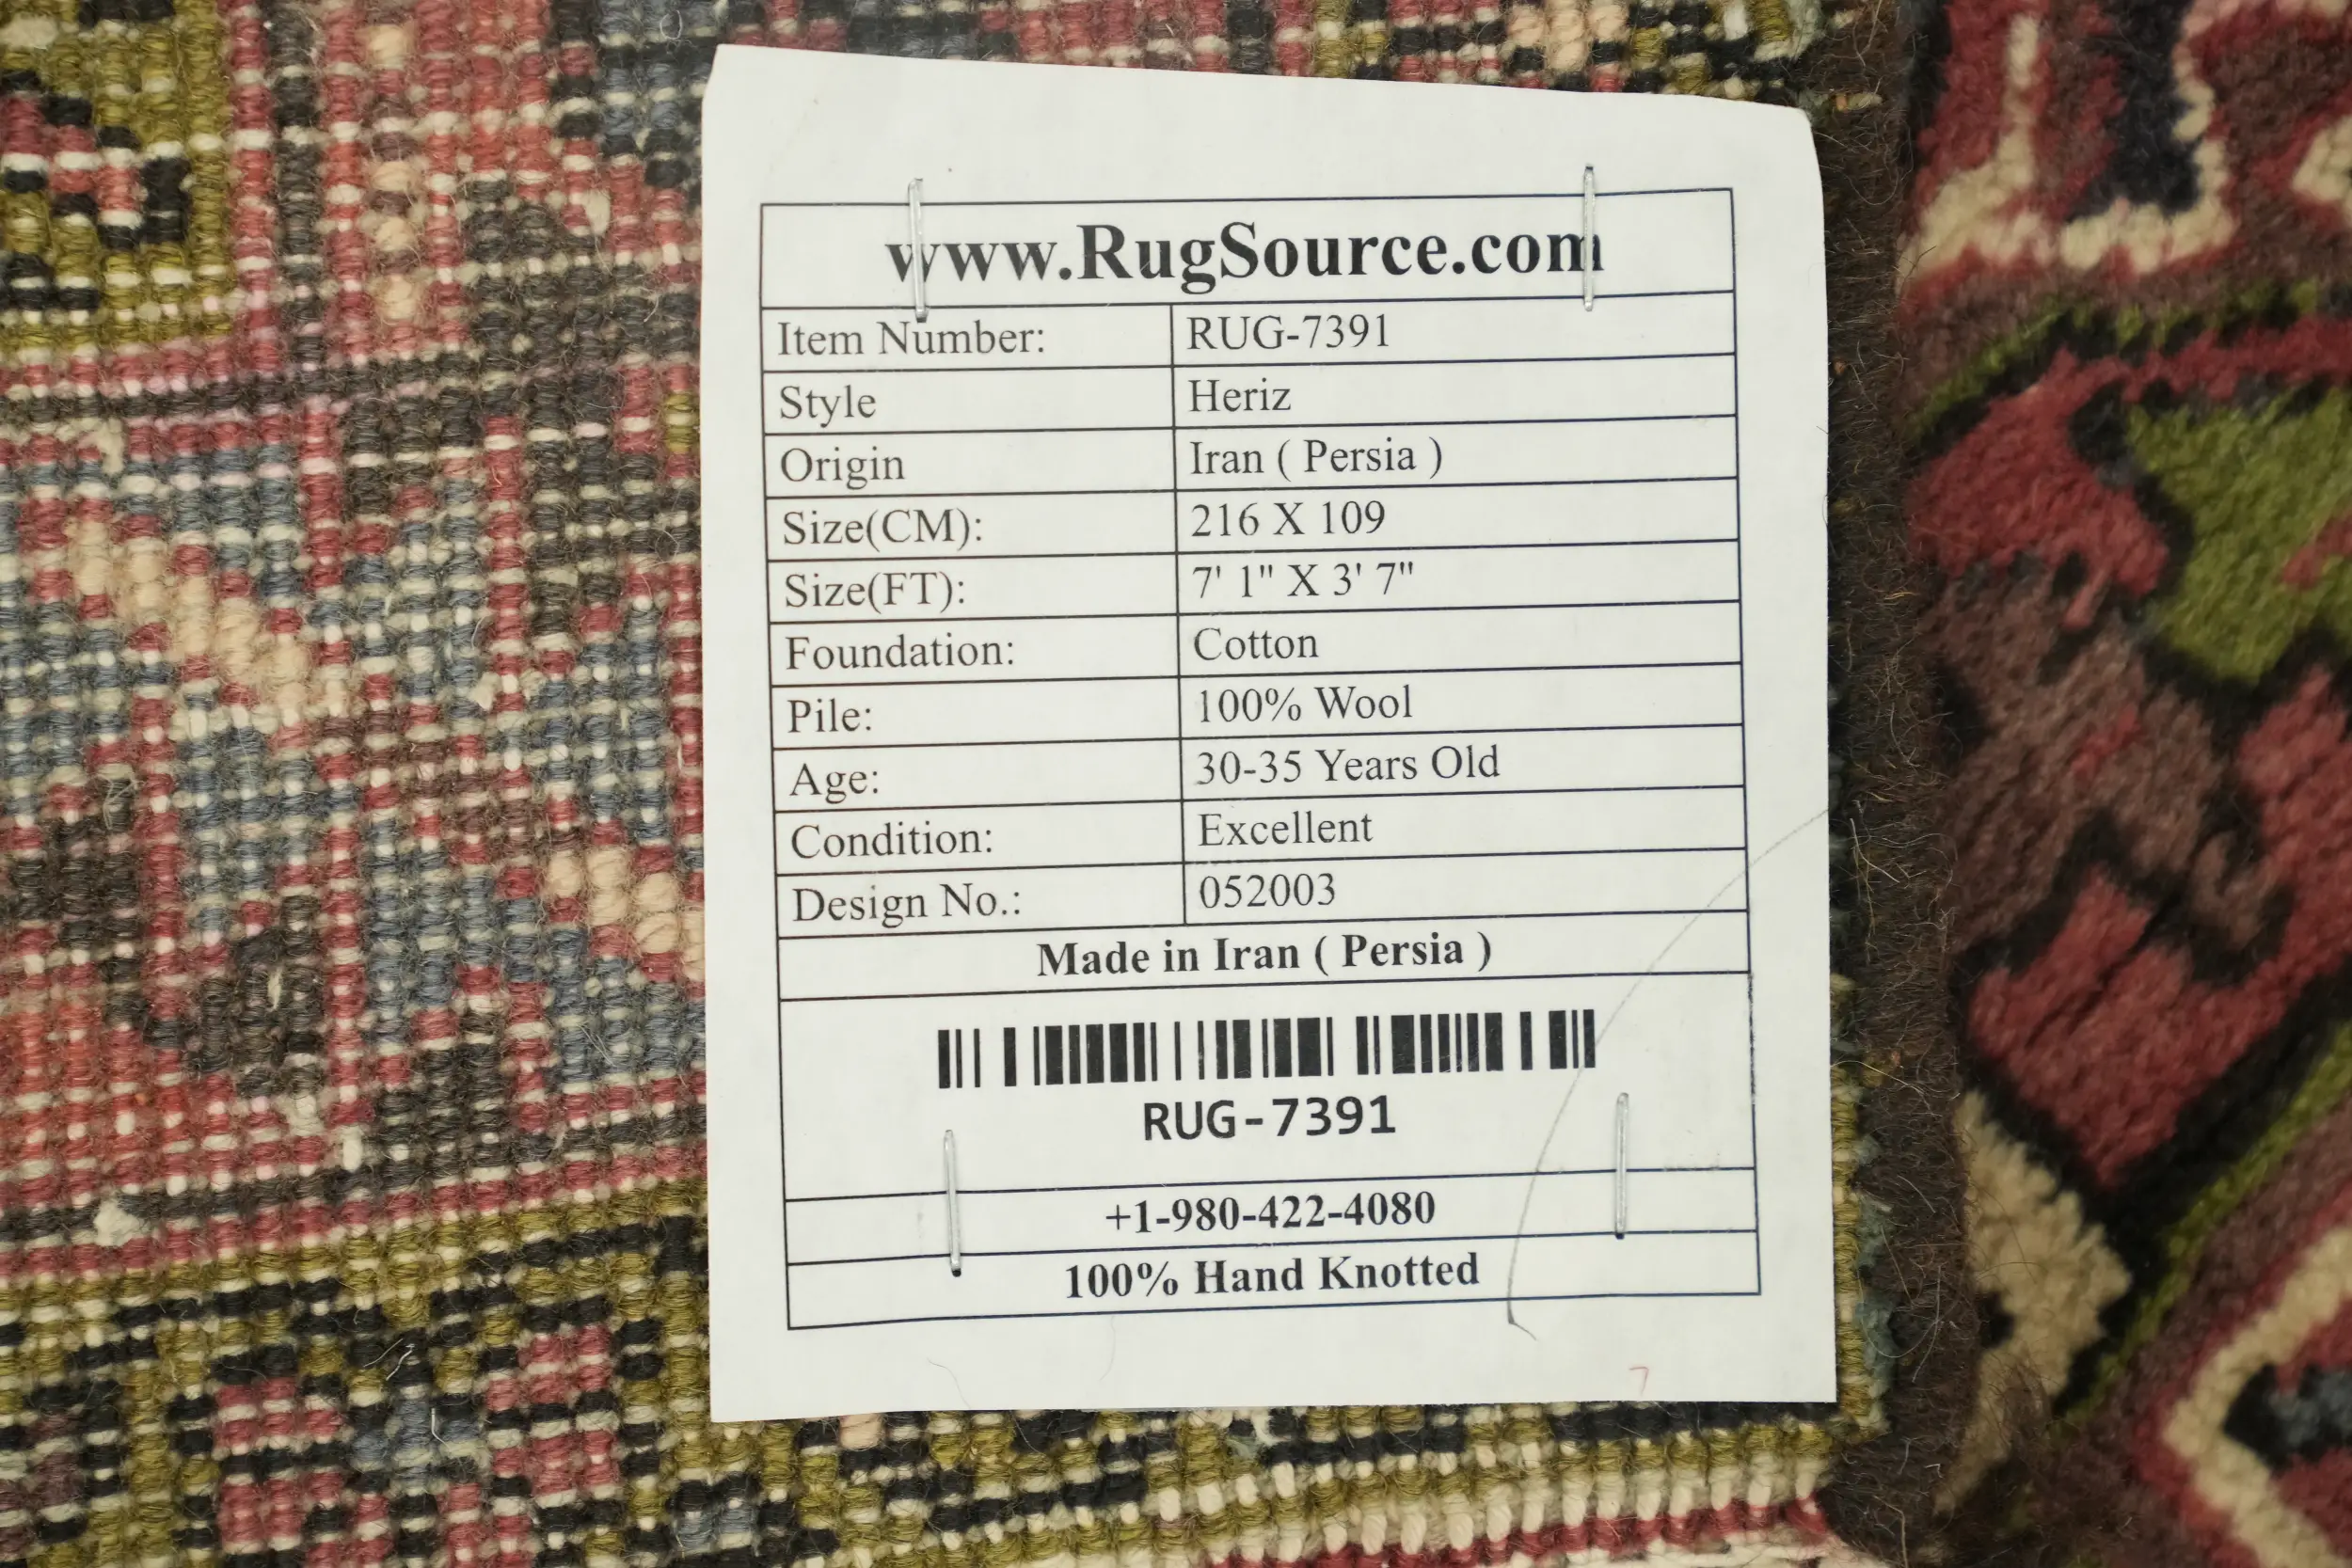 www.RugSource.com
Item Number: RUG-7391
Style Heriz
Origin Iran ( Persia )
Size(CM): 216 X 109
Size(FT): 7' 1" X 3' 7"
Foundation: Cotton
Pile: 100% Wool
Age: 30-35 Years Old
Condition: Excellent
Design No.: 052003
Made in Iran ( Persia )
RUG-7391
+1-980-422-4080
100% Hand Knotted
7